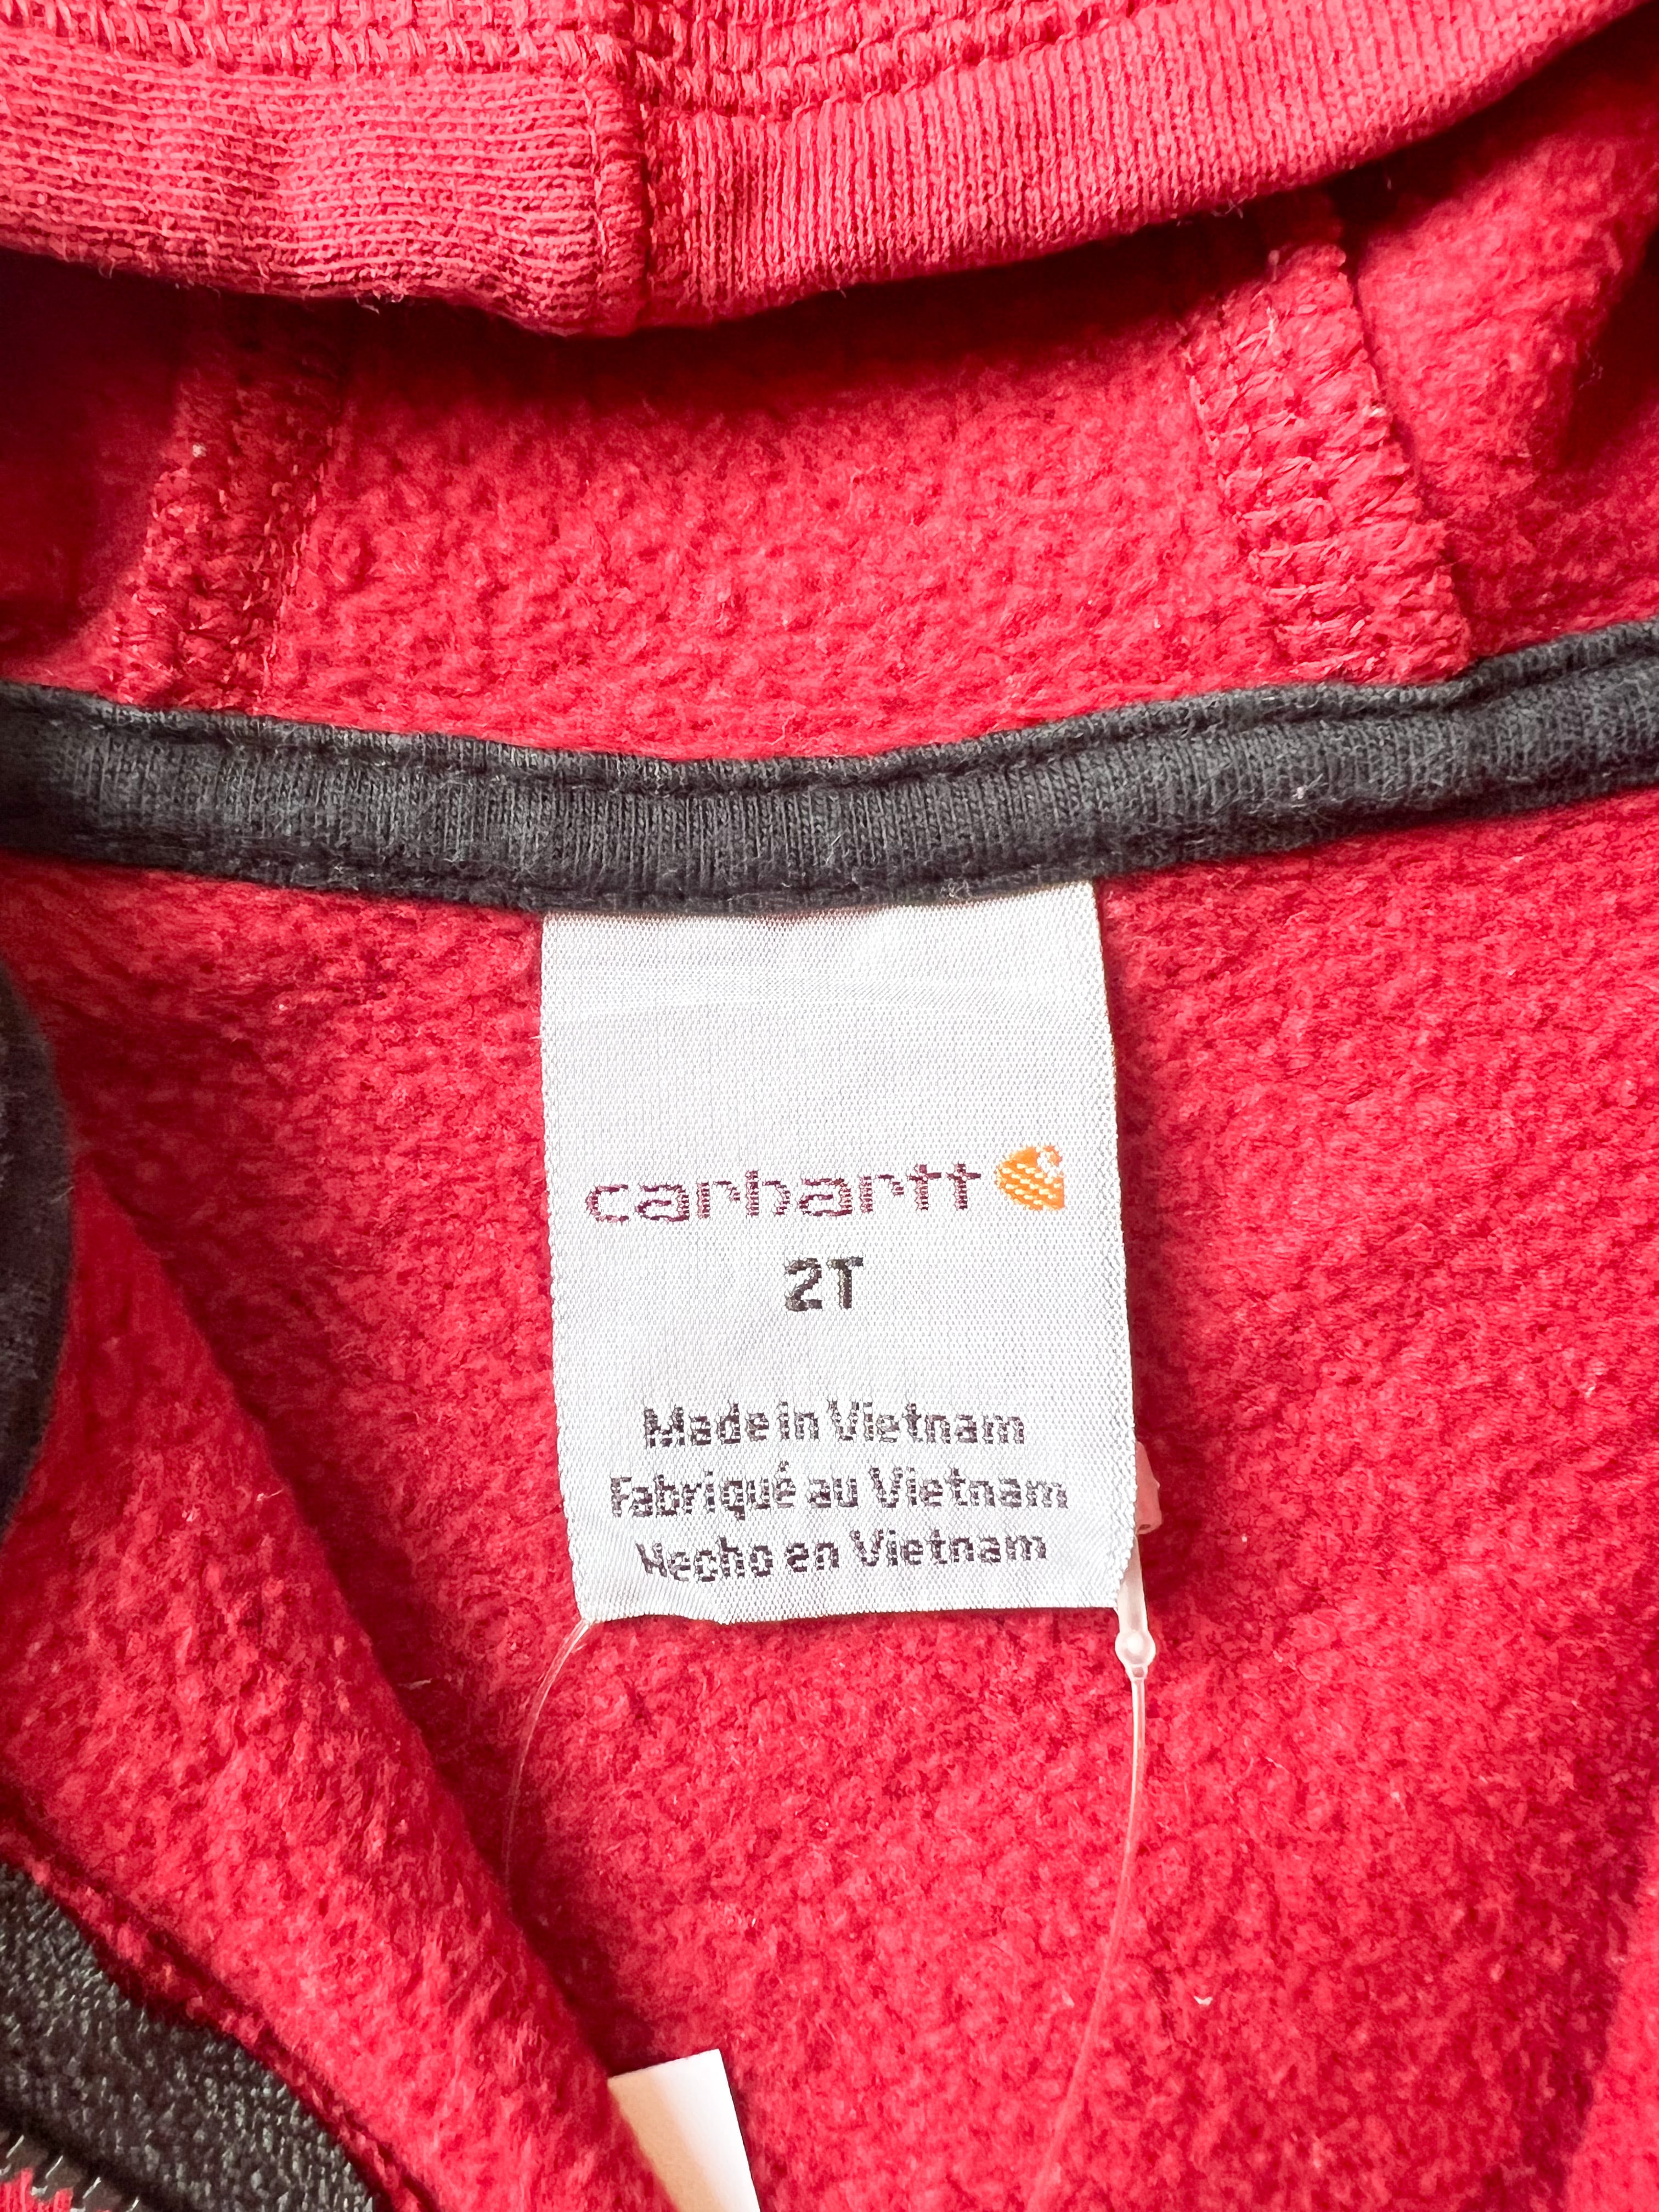 carhartt
2T
Made in Vietnam
Fabriqué au Vietnam
Hecho en Vietnam